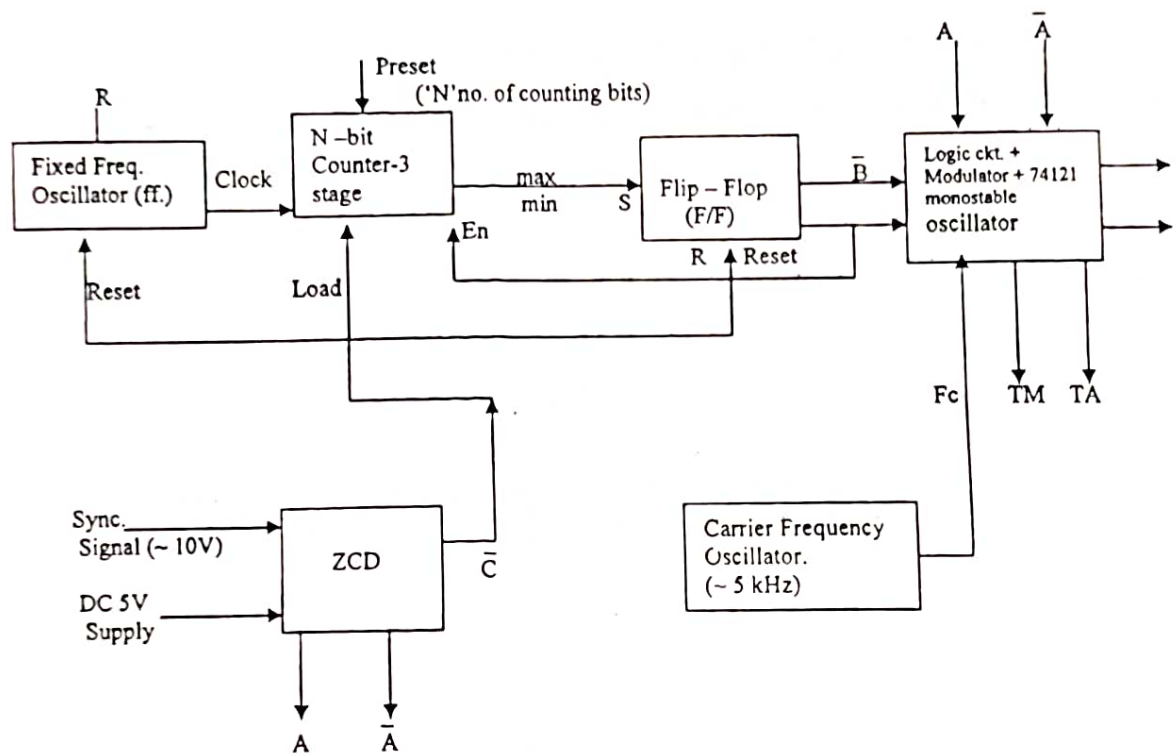 A
A̅
Preset
('N'no. of counting bits)
R
Fixed Freq.
Oscillator (ff.)
Clock
N –bit
Counter-3
stage
max
min
S
Flip – Flop
(F/F)
B̅
Logic ckt. +
Modulator + 74121
monostable
oscillator
En
R
Reset
Reset
Load
Fc
TM
TA
Sync.
Signal (~ 10V)
ZCD
C̅
DC 5V
Supply
Carrier Frequency
Oscillator.
(~ 5 kHz)
A
A̅